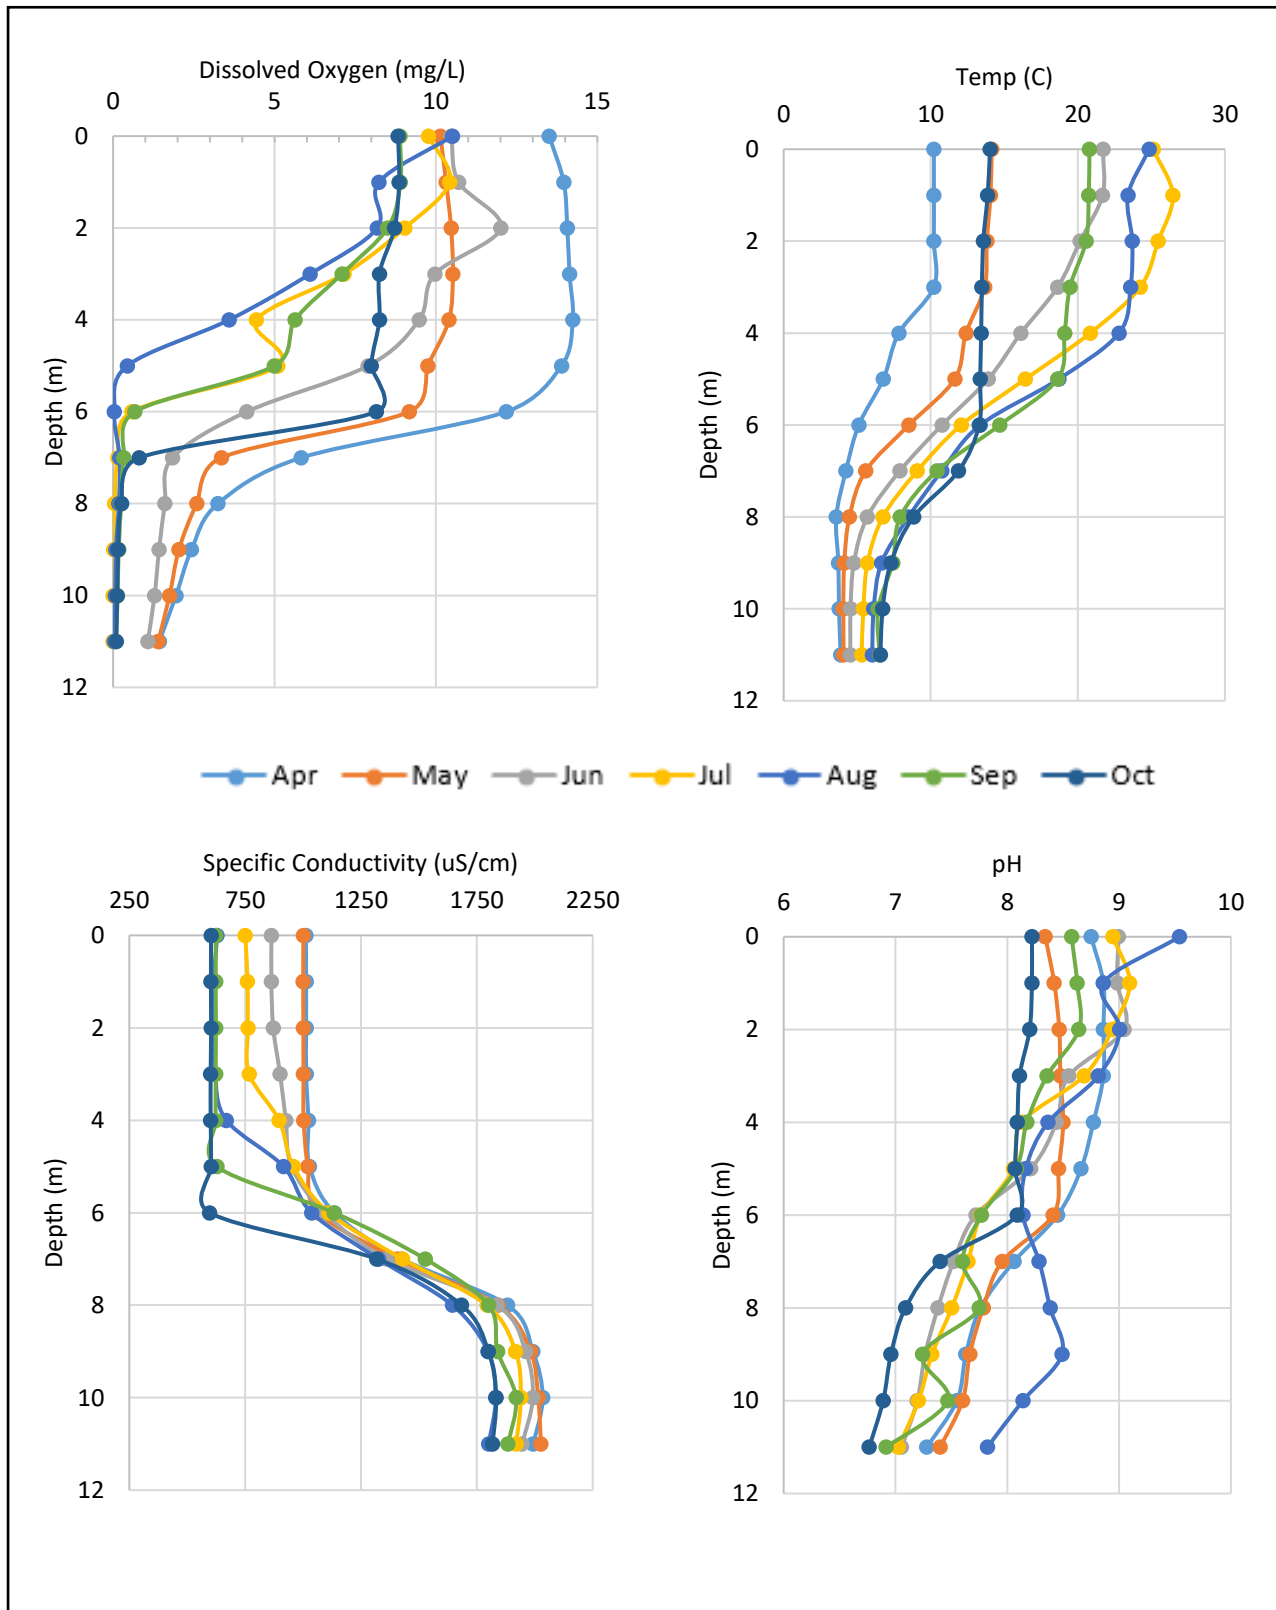 Dissolved Oxygen (mg/L)
0 5 10 15
0
2
4
6
8
10
12
Depth (m)
Temp (C)
0 10 20 30
0
2
4
6
8
10
12
Depth (m)
Apr May Jun Jul Aug Sep Oct
Specific Conductivity (uS/cm)
250 750 1250 1750 2250
0
2
4
6
8
10
12
Depth (m)
pH
6 7 8 9 10
0
2
4
6
8
10
12
Depth (m)